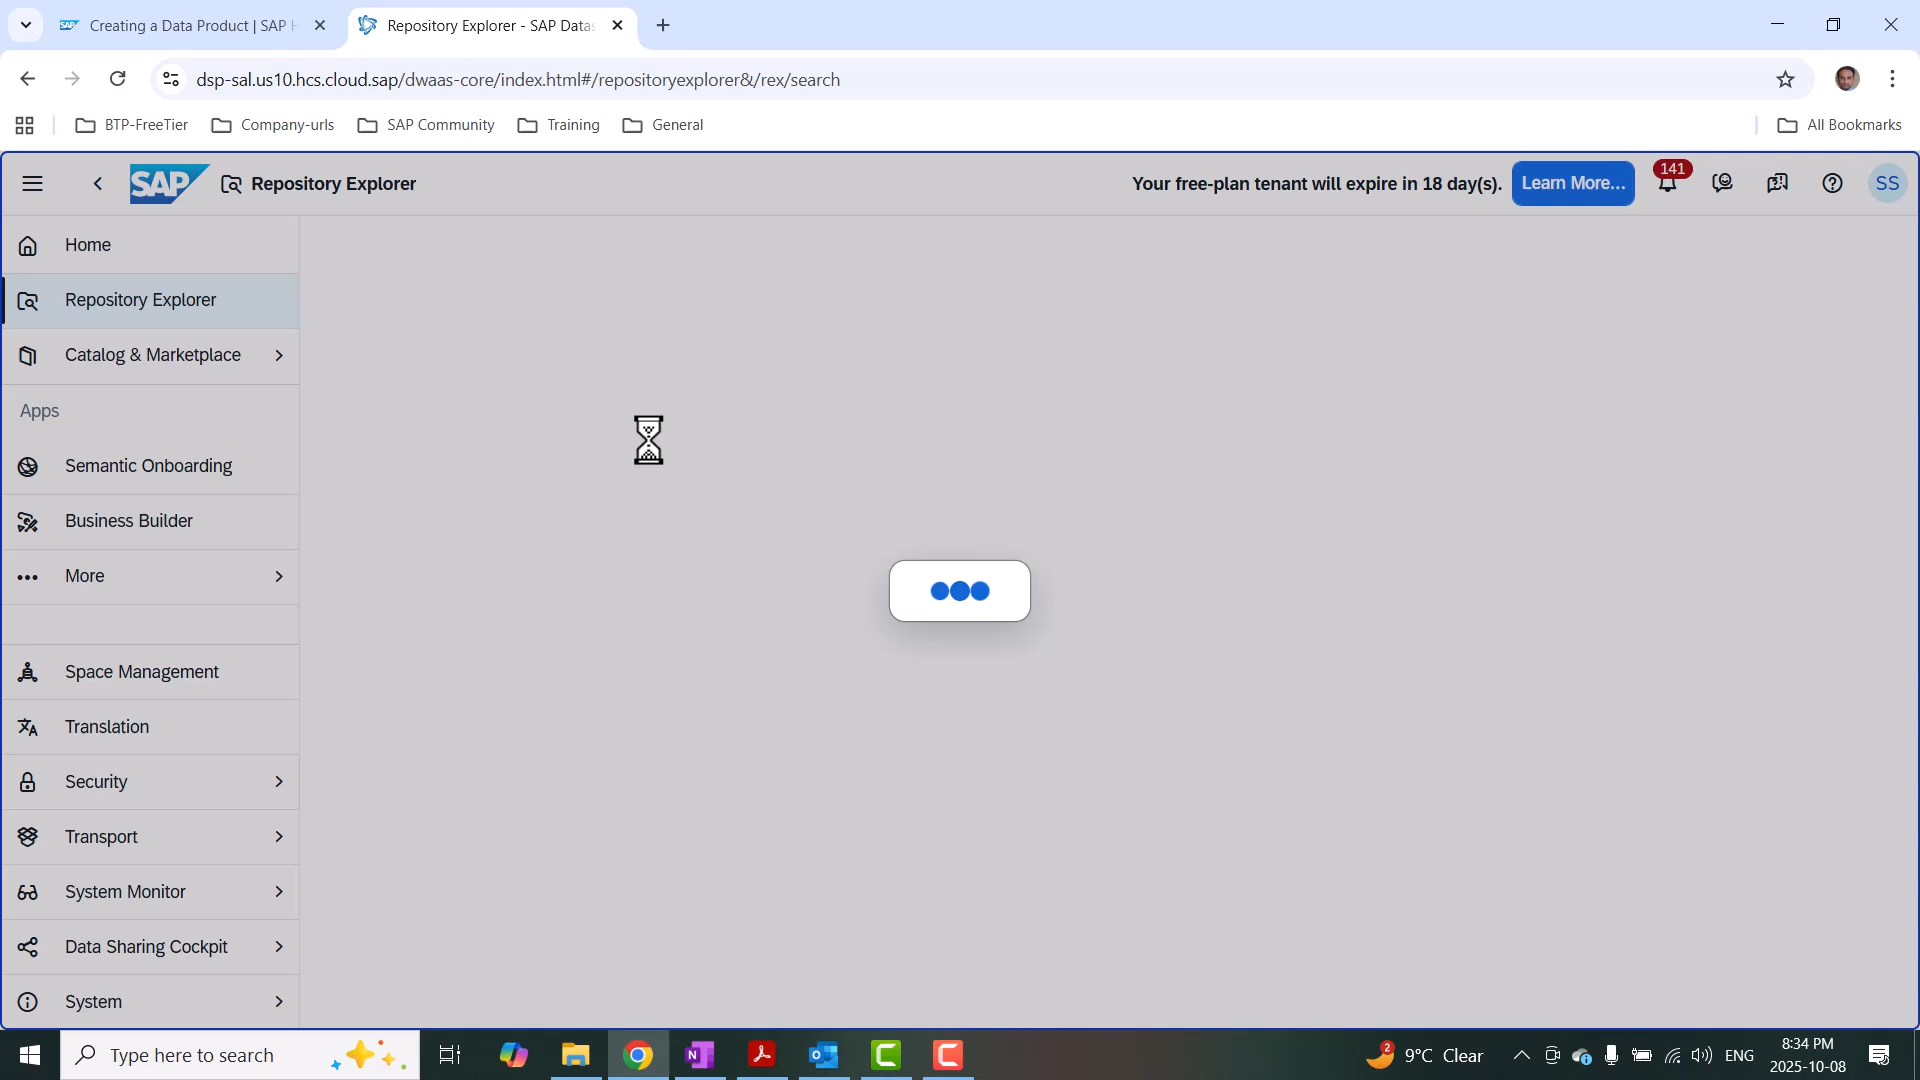 Creating a Data Product | SAP H
Repository Explorer - SAP Datas
dsp-sal.us10.hcs.cloud.sap/dwaas-core/index.html#/repositoryexplorer&/rex/search
BTP-FreeTier
Company-urls
SAP Community
Training
General
All Bookmarks
SAP
Repository Explorer
Your free-plan tenant will expire in 18 day(s).
Learn More...
141
SS
Home
Repository Explorer
Catalog & Marketplace
Apps
Semantic Onboarding
Business Builder
More
Space Management
Translation
Security
Transport
System Monitor
Data Sharing Cockpit
System
Type here to search
2
9°C Clear
ENG
8:34 PM
2025-10-08